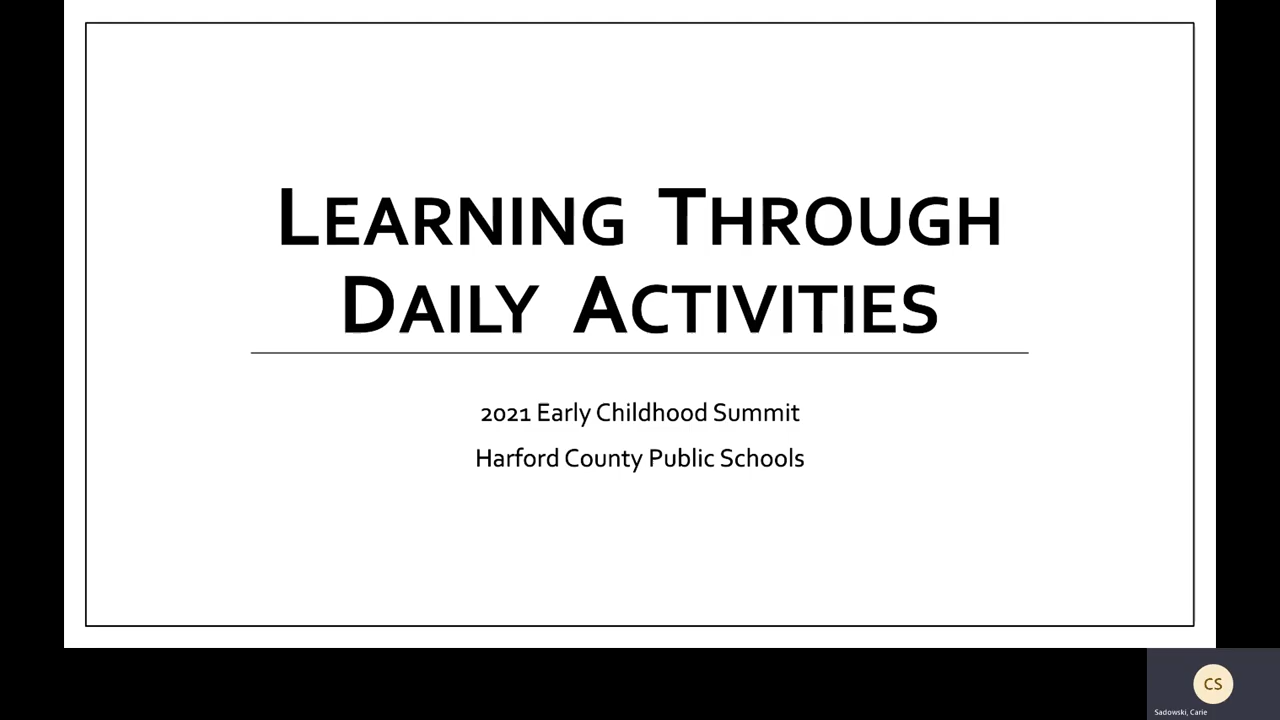 LEARNING THROUGH
DAILY ACTIVITIES
2021 Early Childhood Summit
Harford County Public Schools
CS
Sadowski, Carie